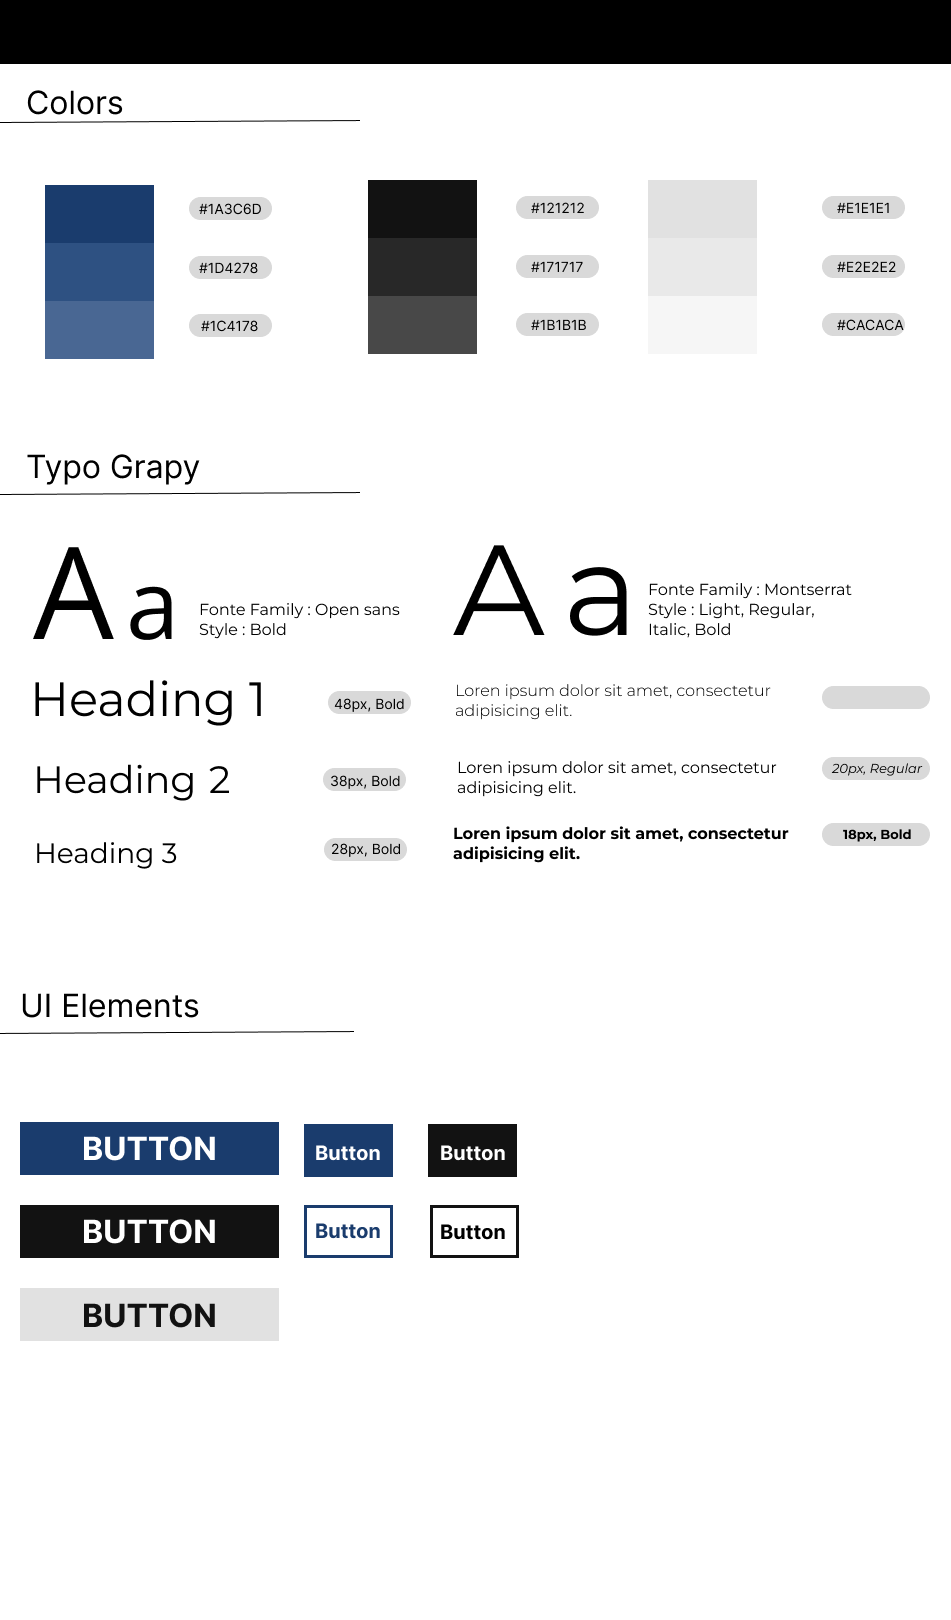 Colors
#1A3C6D
#1D4278
#1C4178
#121212
#171717
#1B1B1B
#E1E1E1
#E2E2E2
#CACACA
Typo Grapy
Aa
Fonte Family : Open sans
Style : Bold
Aa
Fonte Family : Montserrat
Style : Light, Regular,
Italic, Bold
Heading 1
48px, Bold
Heading 2
38px, Bold
Heading 3
28px, Bold
Loren ipsum dolor sit amet, consectetur
adipisicing elit.
Loren ipsum dolor sit amet, consectetur
adipisicing elit.
20px, Regular
Loren ipsum dolor sit amet, consectetur
adipisicing elit.
18px, Bold
UI Elements
BUTTON
Button
Button
BUTTON
Button
Button
BUTTON